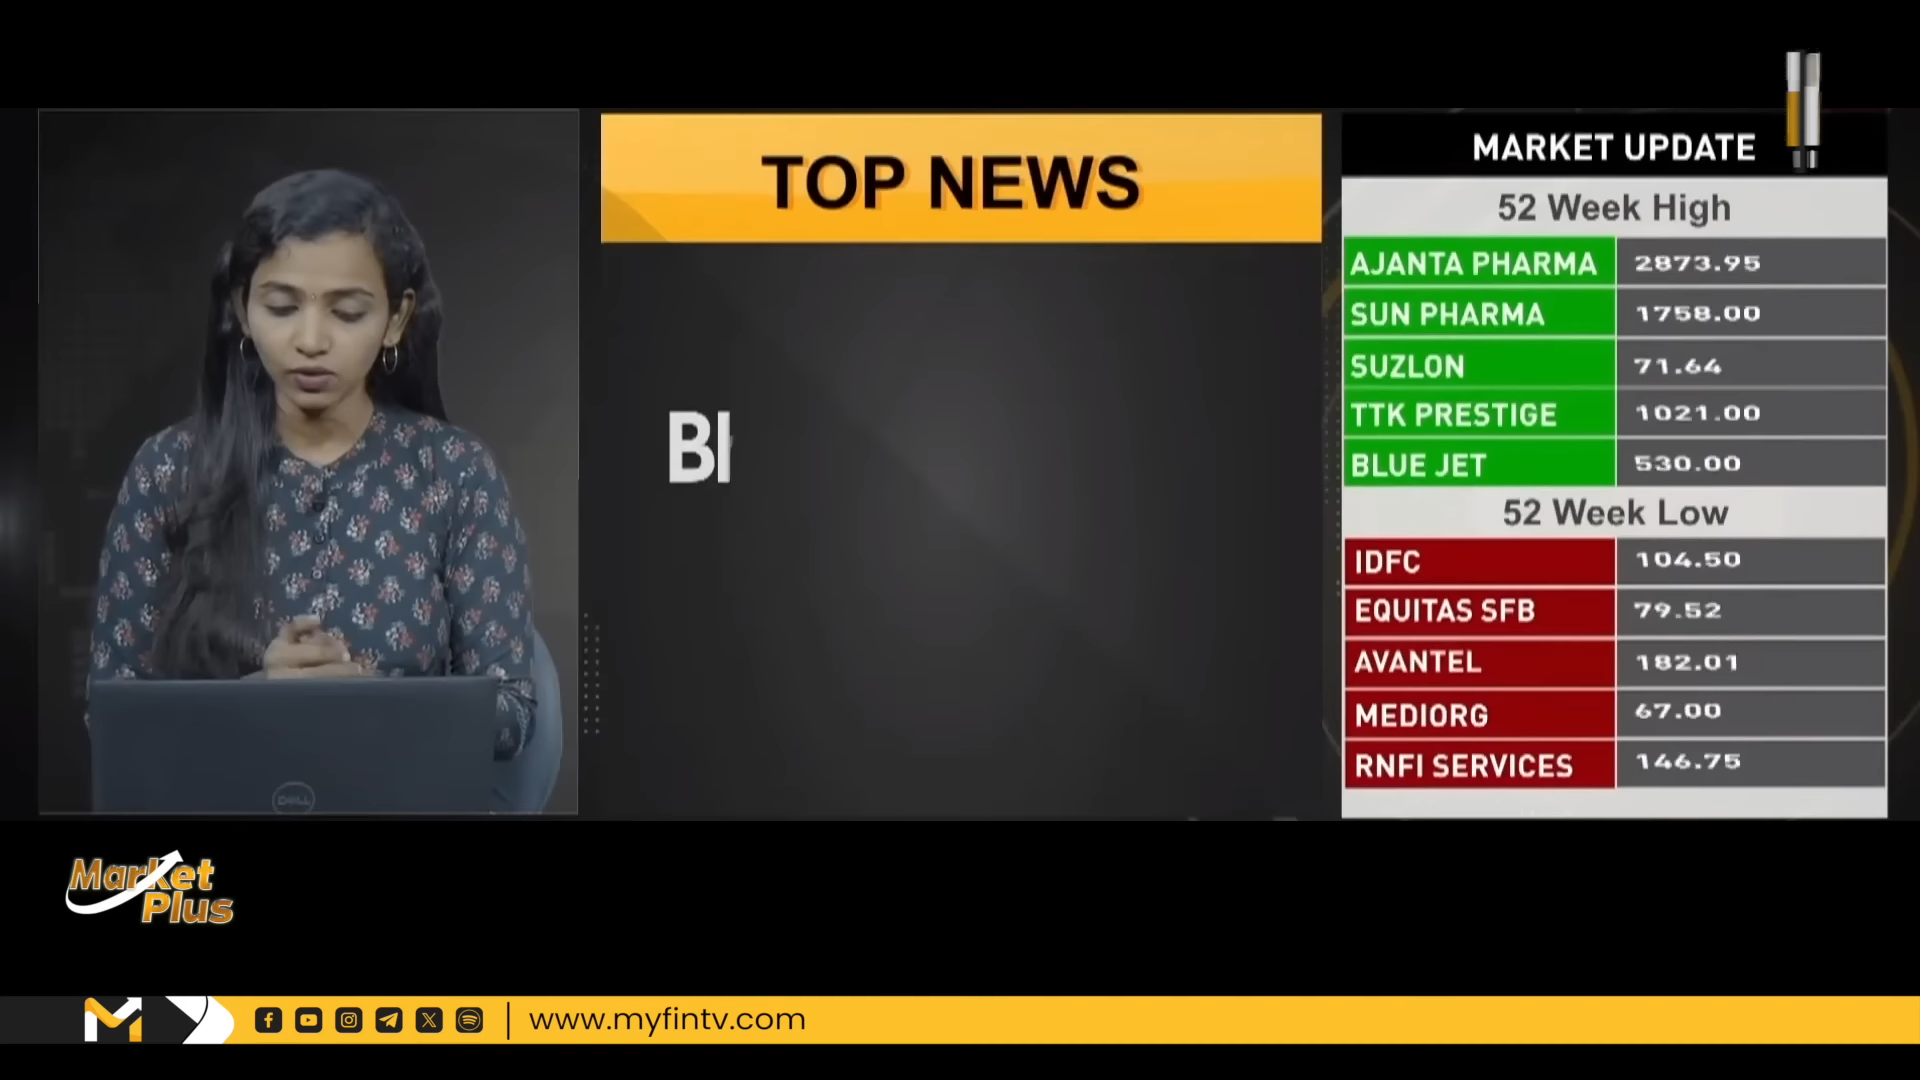 TOP NEWS
MARKET UPDATE
52 Week High
AJANTA PHARMA 2873.95
SUN PHARMA 1758.00
SUZLON 71.64
TTK PRESTIGE 1021.00
BLUE JET 530.00
52 Week Low
IDFC 104.50
EQUITAS SFB 79.52
AVANTEL 182.01
MEDIORG 67.00
RNFI SERVICES 146.75
DELL
Market
Plus
www.myfintv.com